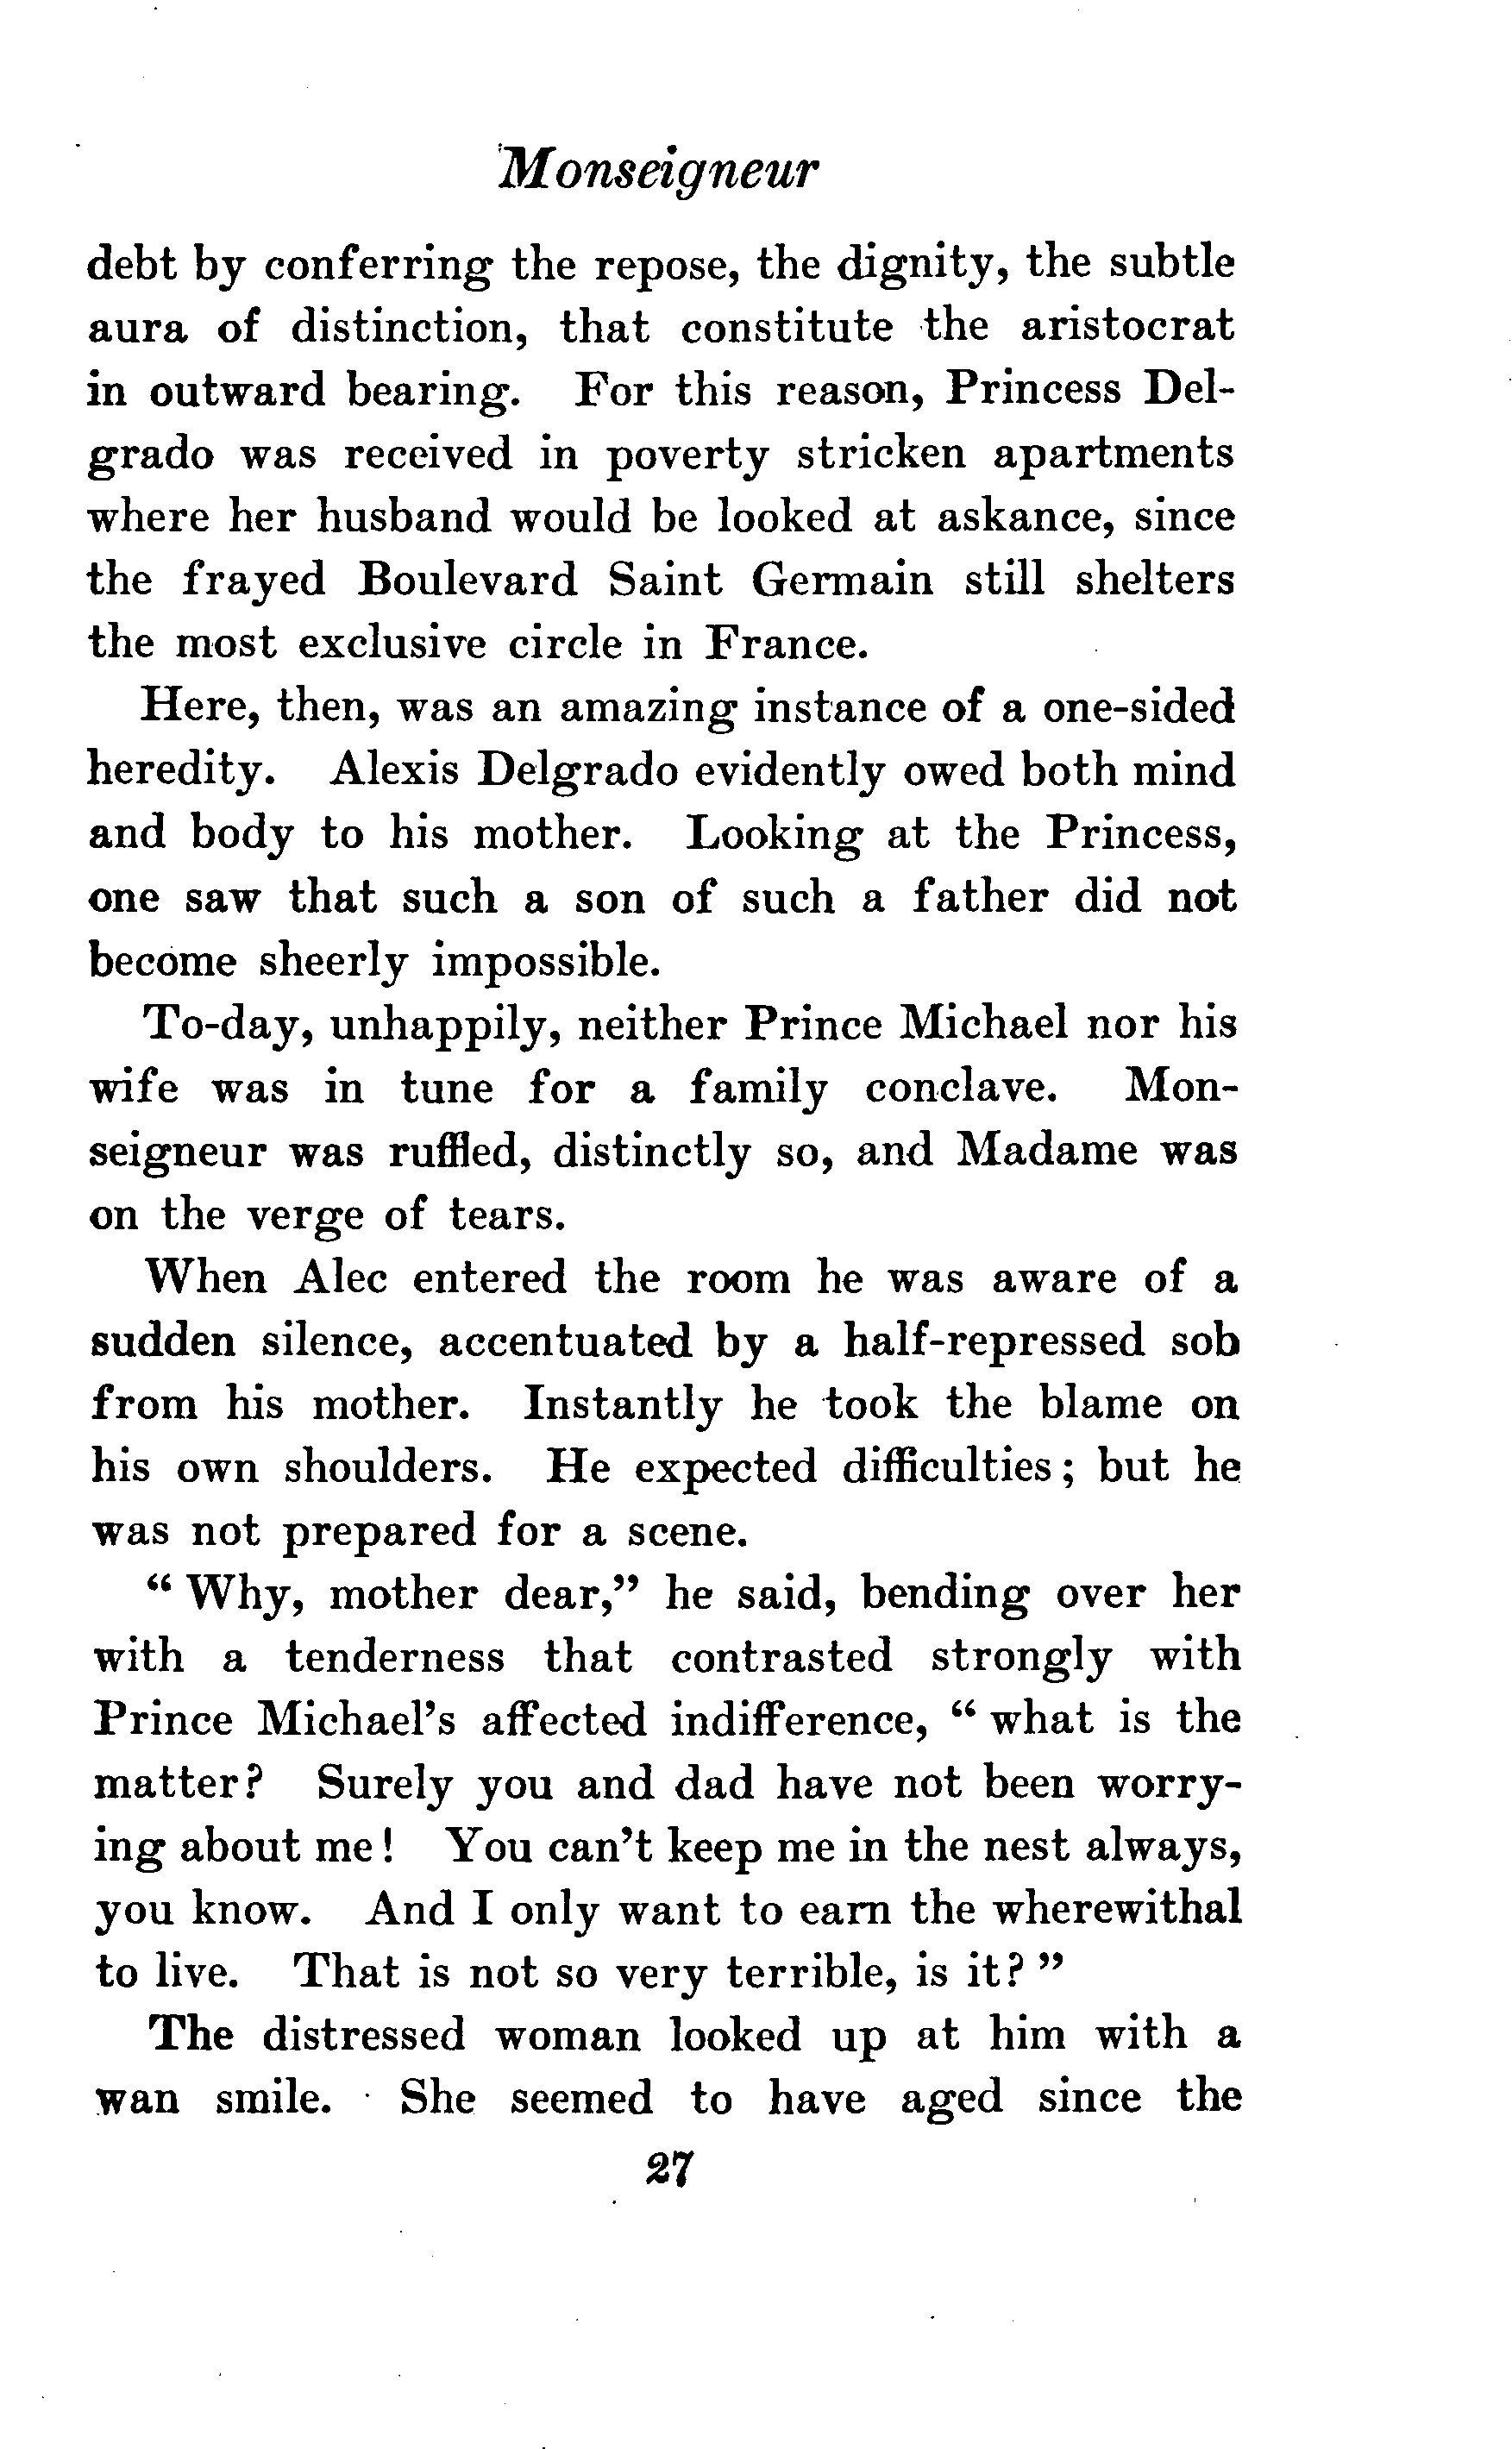 Monseigneur
debt by conferring the repose, the dignity, the subtle
aura of distinction, that constitute the aristocrat
in outward bearing. For this reason, Princess Del-
grado was received in poverty stricken apartments
where her husband would be looked at askance, since
the frayed Boulevard Saint Germain still shelters
the most exclusive circle in France.
Here, then, was an amazing instance of a one-sided
heredity. Alexis Delgrado evidently owed both mind
and body to his mother. Looking at the Princess,
one saw that such a son of such a father did not
become sheerly impossible.
To-day, unhappily, neither Prince Michael nor his
wife was in tune for a family conclave. Mon-
seigneur was ruffled, distinctly so, and Madame was
on the verge of tears.
When Alec entered the room he was aware of a
sudden silence, accentuated by a half-repressed sob
from his mother. Instantly he took the blame on
his own shoulders. He expected difficulties; but he
was not prepared for a scene.
“ Why, mother dear,” he said, bending over her
with a tenderness that contrasted strongly with
Prince Michael’s affected indifference, “ what is the
matter? Surely you and dad have not been worry-
ing about me! You can’t keep me in the nest always,
you know. And I only want to earn the wherewithal
to live. That is not so very terrible, is it? ”
The distressed woman looked up at him with a
wan smile. She seemed to have aged since the
27